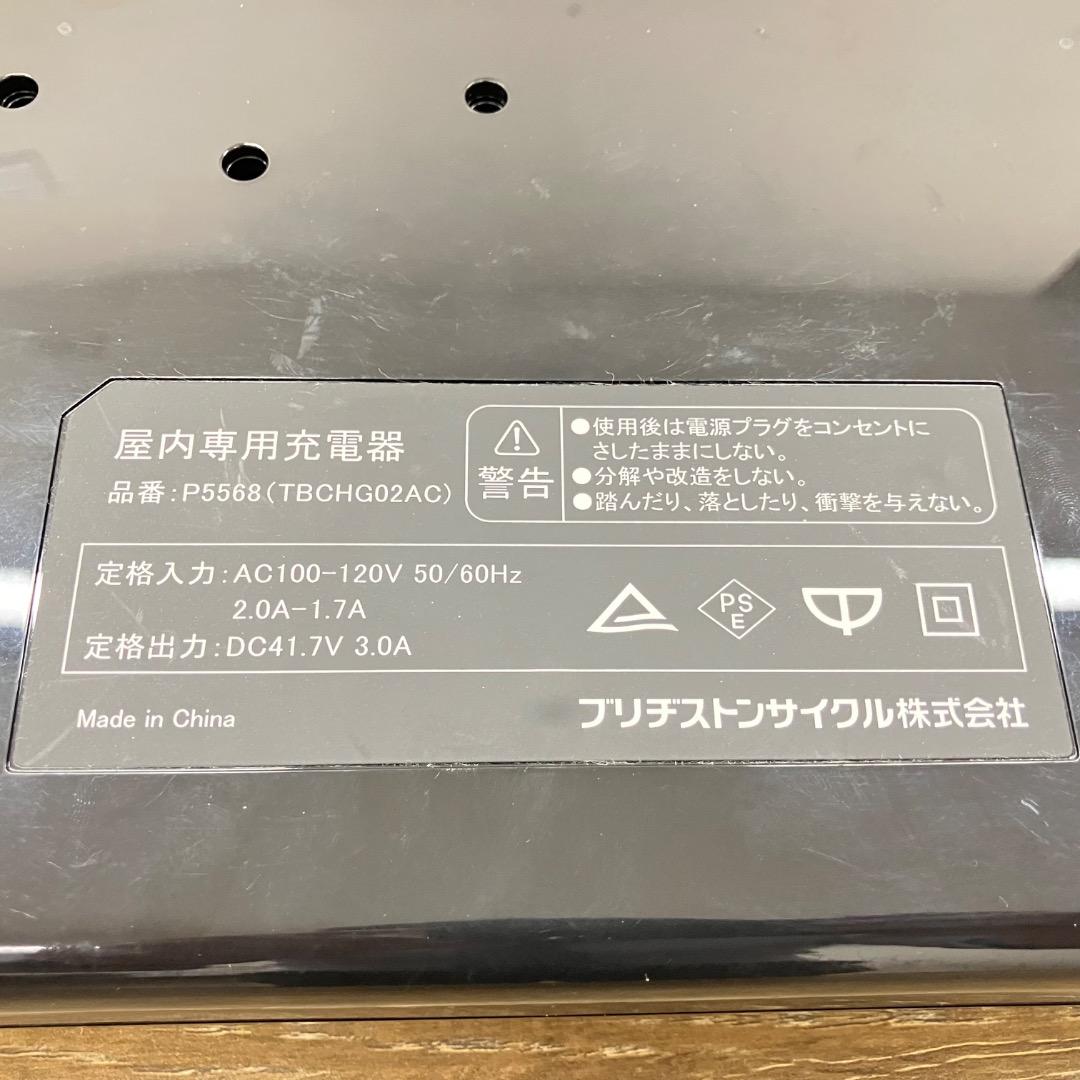 屋内専用充電器
品番:P5568(TBCHG02AC)
警告
●使用後は電源プラグをコンセントに
さしたままにしない。
●分解や改造をしない。
●踏んだり、落としたり、衝撃を与えない。
定格入力:AC100-120V 50/60Hz
2.0A-1.7A
定格出力:DC41.7V 3.0A
PS
E
Made in China
ブリヂストンサイクル株式会社